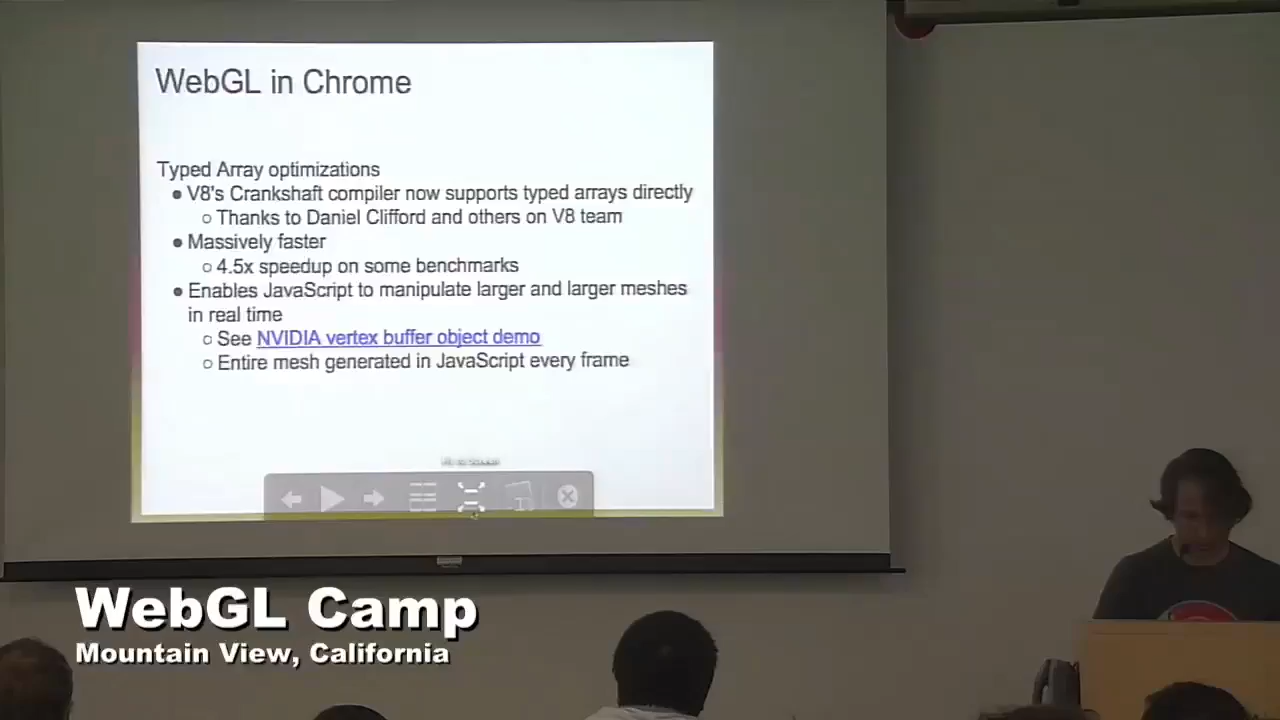 WebGL in Chrome
Typed Array optimizations
● V8's Crankshaft compiler now supports typed arrays directly
○ Thanks to Daniel Clifford and others on V8 team
● Massively faster
○ 4.5x speedup on some benchmarks
● Enables JavaScript to manipulate larger and larger meshes
in real time
○ See NVIDIA vertex buffer object demo
○ Entire mesh generated in JavaScript every frame
WebGL Camp
Mountain View, California